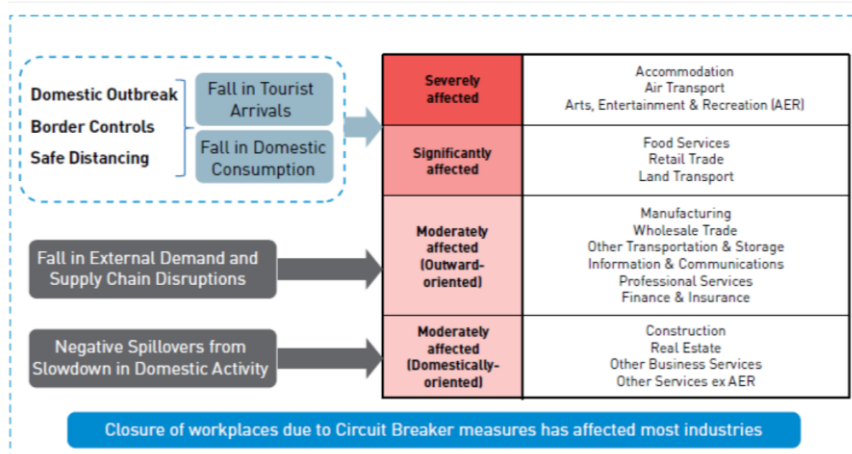 Domestic Outbreak
Border Controls
Safe Distancing
Fall in Tourist
Arrivals
Fall in Domestic
Consumption
Severely
affected
Accommodation
Air Transport
Arts, Entertainment & Recreation (AER)
Significantly
affected
Food Services
Retail Trade
Land Transport
Fall in External Demand and
Supply Chain Disruptions
Moderately
affected
(Outward-
oriented)
Manufacturing
Wholesale Trade
Other Transportation & Storage
Information & Communications
Professional Services
Finance & Insurance
Negative Spillovers from
Slowdown in Domestic Activity
Moderately
affected
(Domestically-
oriented)
Construction
Real Estate
Other Business Services
Other Services ex AER
Closure of workplaces due to Circuit Breaker measures has affected most industries